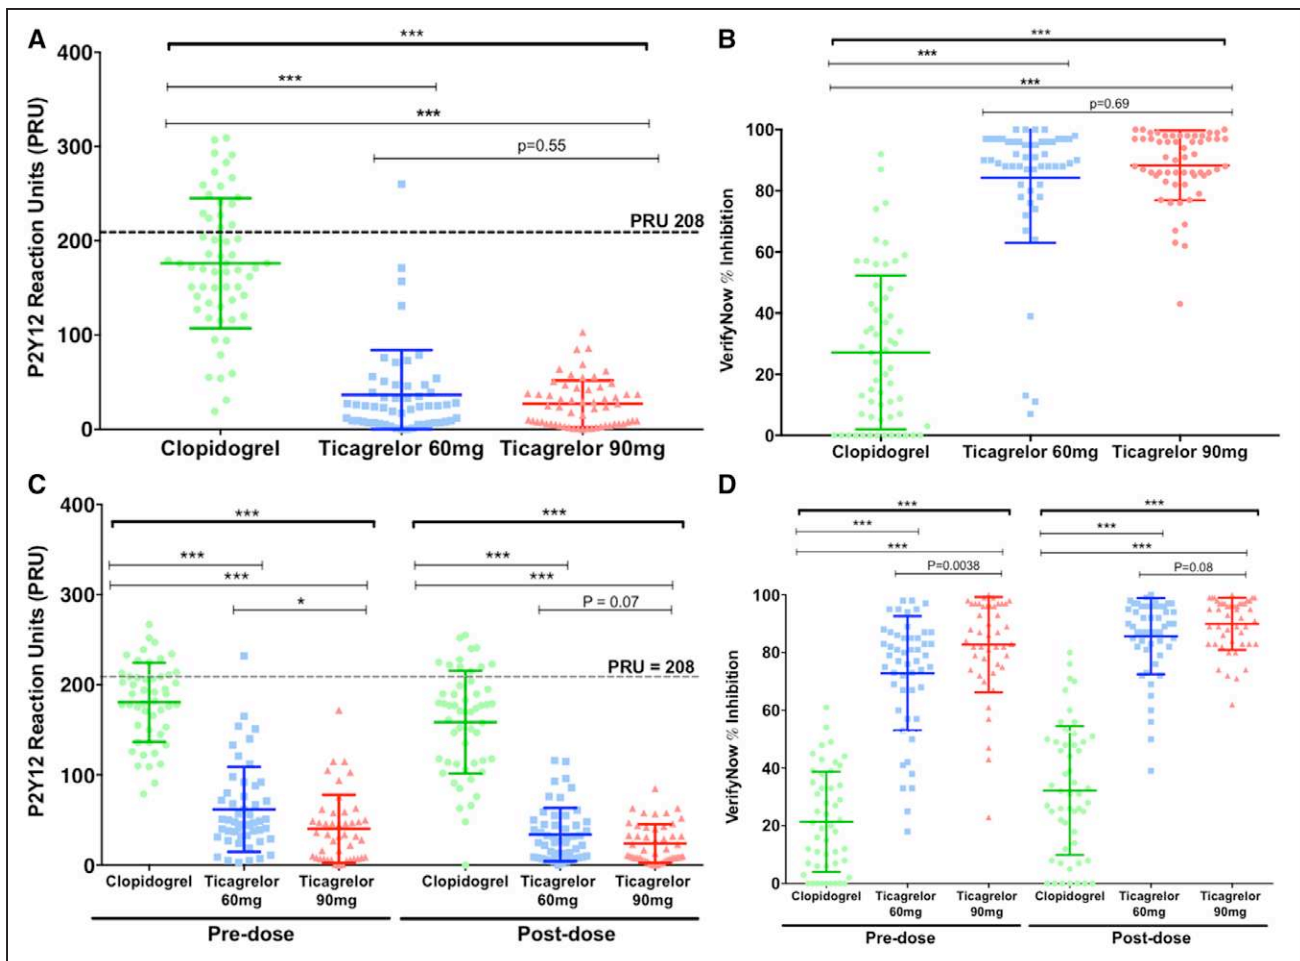 A
***
***
***
p=0.55
400
300
200
100
0
P2Y12 Reaction Units (PRU)
PRU 208
Clopidogrel Ticagrelor 60mg Ticagrelor 90mg
B
***
***
***
p=0.69
100
80
60
40
20
0
VerifyNow % Inhibition
Clopidogrel Ticagrelor 60mg Ticagrelor 90mg
C
*** ***
*** ***
*** ***
* P = 0.07
400
300
200
100
0
P2Y12 Reaction Units (PRU)
PRU = 208
Clopidogrel Ticagrelor Ticagrelor Clopidogrel Ticagrelor Ticagrelor
60mg 90mg 60mg 90mg
Pre-dose Post-dose
D
*** ***
*** ***
*** ***
P=0.0038 P=0.08
100
80
60
40
20
0
VerifyNow % Inhibition
Clopidogrel Ticagrelor Ticagrelor Clopidogrel Ticagrelor Ticagrelor
60mg 90mg 60mg 90mg
Pre-dose Post-dose